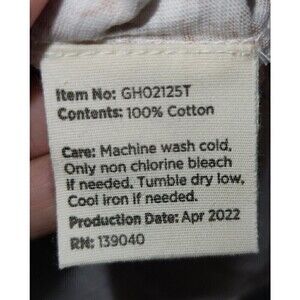 Item No: GH02125T
Contents: 100% Cotton
Care: Machine wash cold,
Only non chlorine bleach
if needed, Tumble dry low,
Cool iron if needed.
Production Date: Apr 2022
RN: 139040